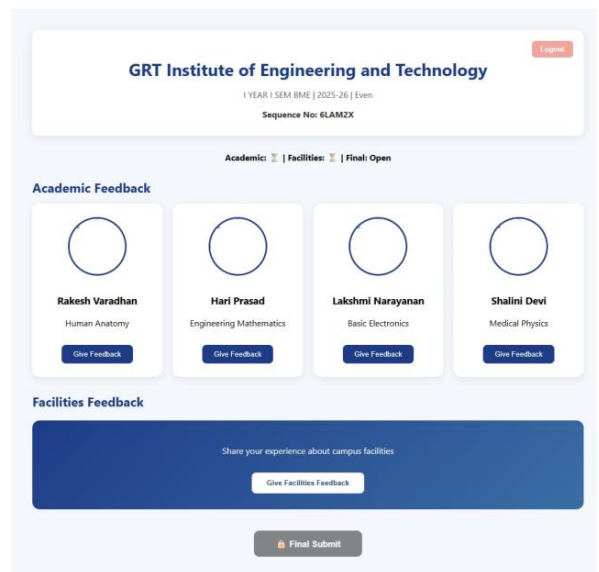 Logout
GRT Institute of Engineering and Technology
I YEAR I SEM BME | 2025-26 | Even
Sequence No: 6LAM2X
Academic: ⏳ | Facilities: ⏳ | Final: Open
Academic Feedback
Rakesh Varadhan
Human Anatomy
Give Feedback
Hari Prasad
Engineering Mathematics
Give Feedback
Lakshmi Narayanan
Basic Electronics
Give Feedback
Shalini Devi
Medical Physics
Give Feedback
Facilities Feedback
Share your experience about campus facilities
Give Facilities Feedback
🔒 Final Submit